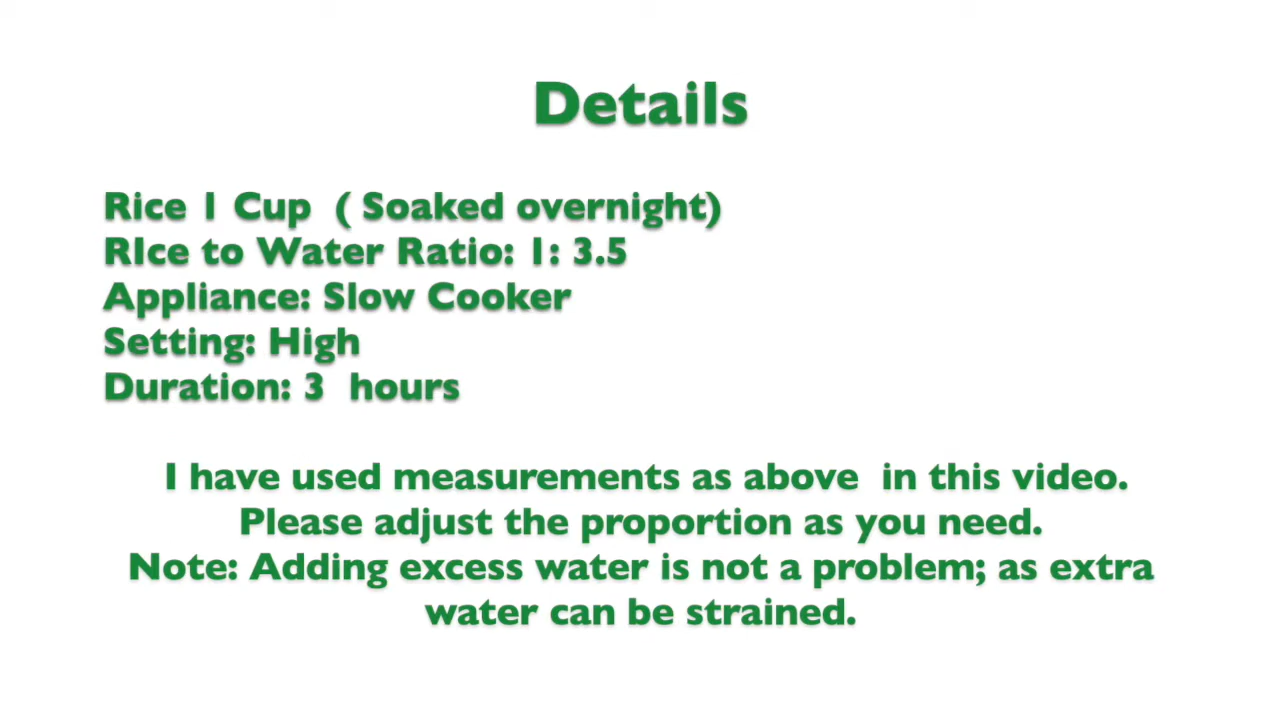 Details
Rice 1 Cup  ( Soaked overnight)
RIce to Water Ratio: 1: 3.5
Appliance: Slow Cooker
Setting: High
Duration: 3  hours
I have used measurements as above  in this video.
Please adjust the proportion as you need.
Note: Adding excess water is not a problem; as extra
water can be strained.